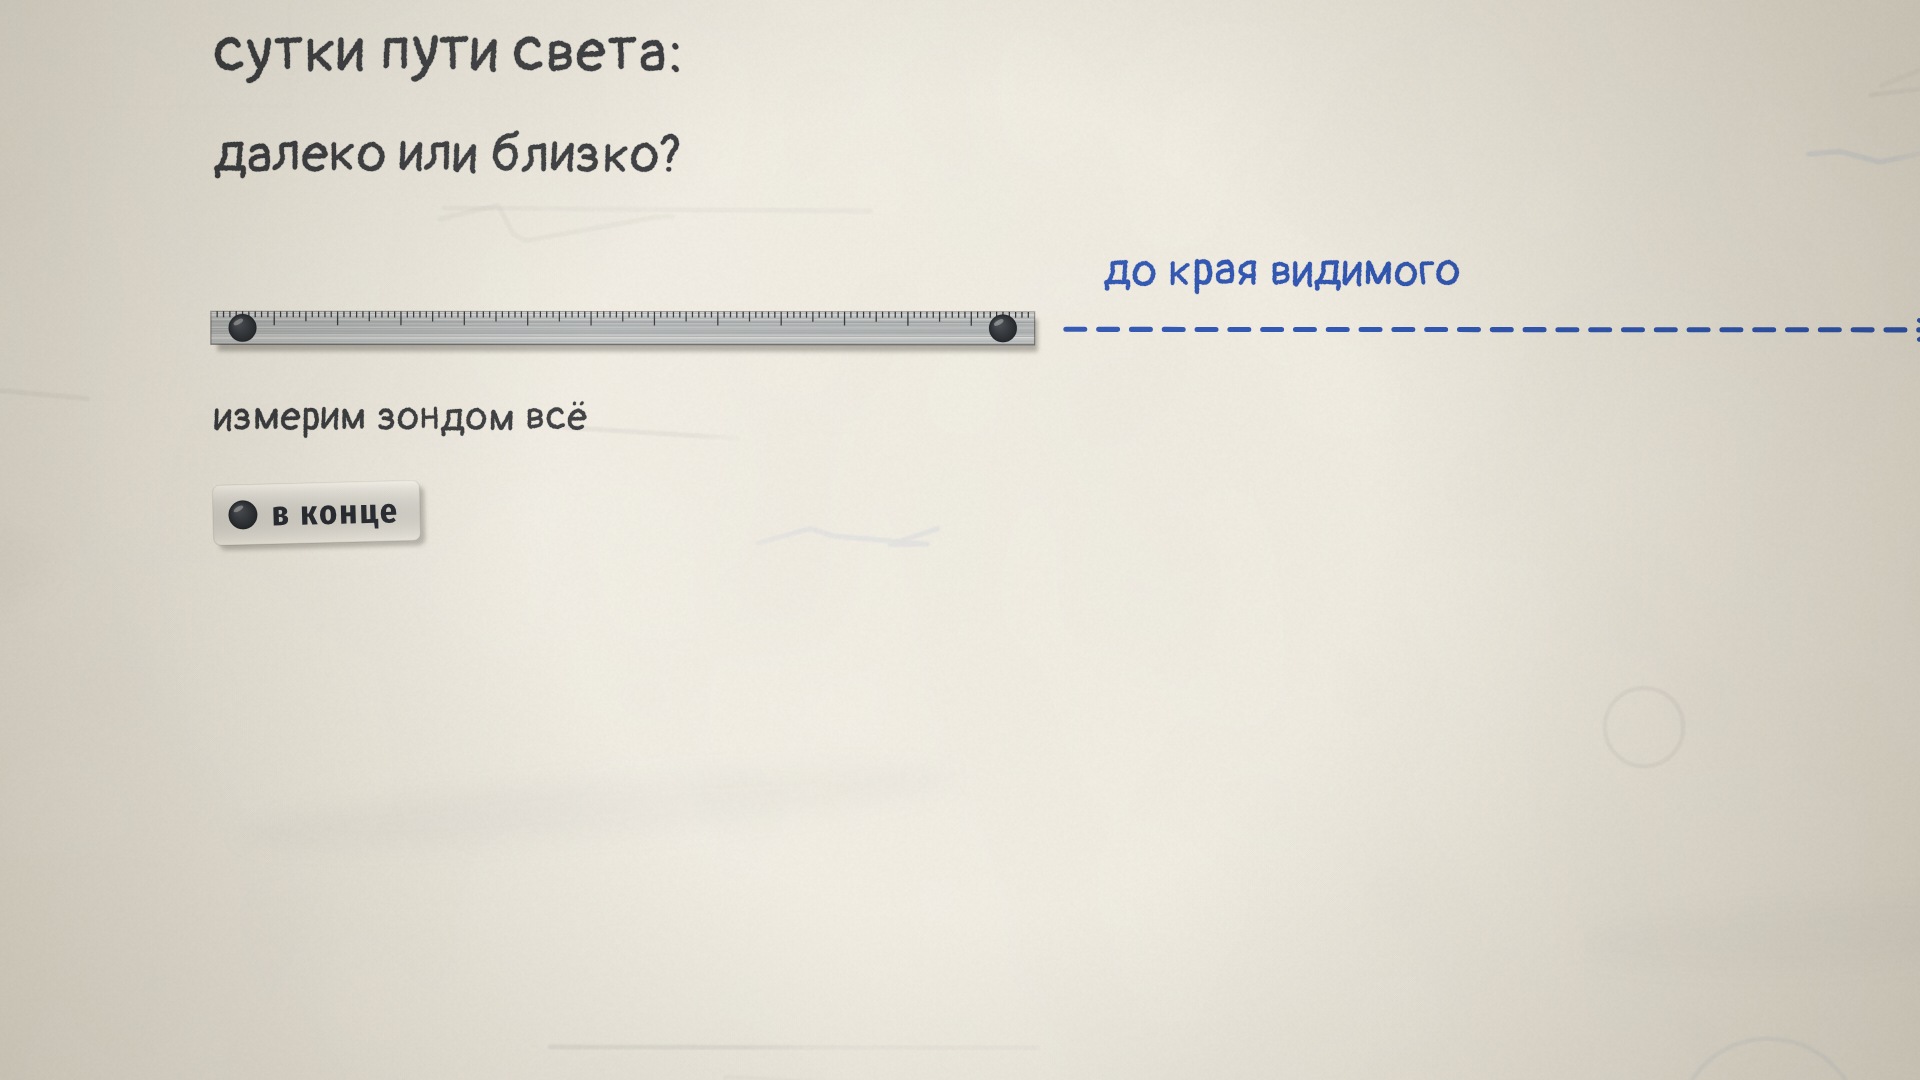 сутки пути света:
далеко или близко?
до края видимого
измерим зондом всё
в конце